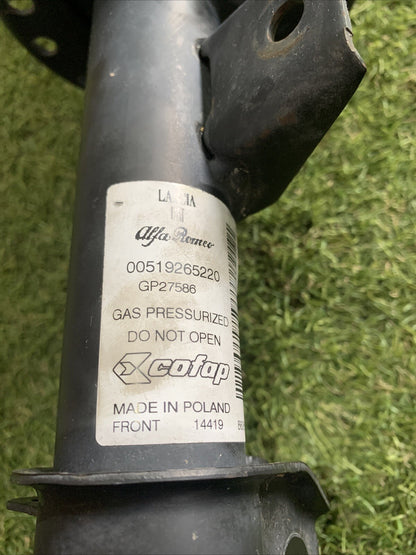 Alfa Romeo
00519265220
GP27586
GAS PRESSURIZED
DO NOT OPEN
cofap
MADE IN POLAND
FRONT 14419